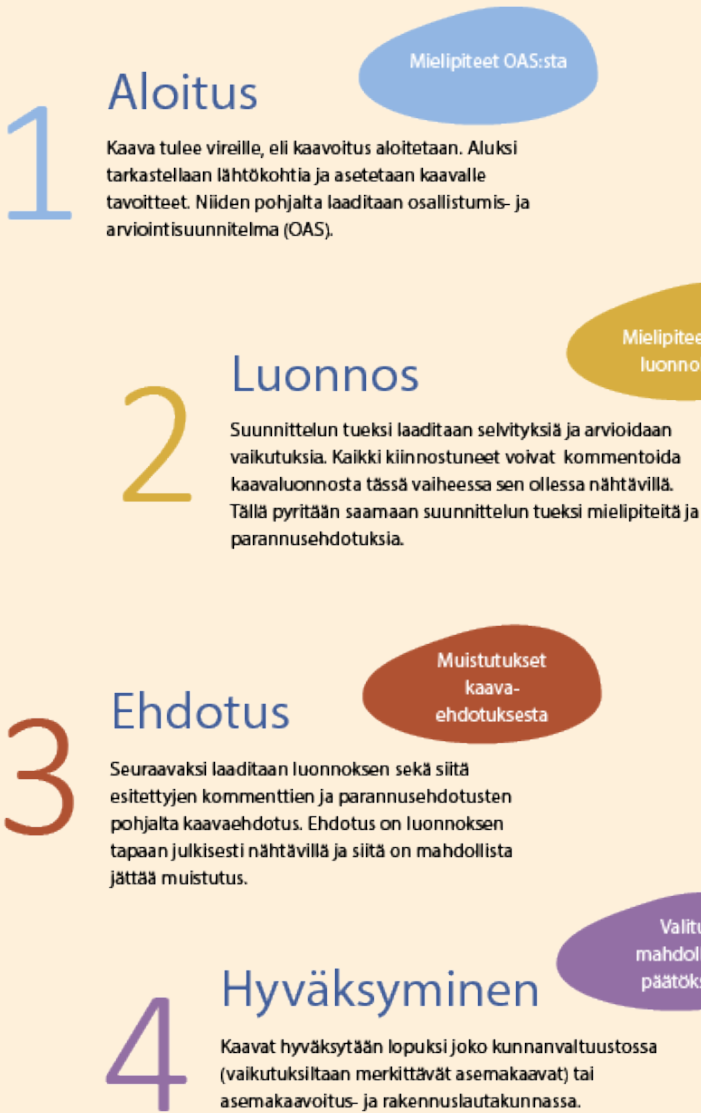 Mielipiteet OAS:sta
1
Aloitus
Kaava tulee vireille, eli kaavoitus aloitetaan. Aluksi
tarkastellaan lähtökohtia ja asetetaan kaavalle
tavoitteet. Niiden pohjalta laaditaan osallistumis- ja
arviointisuunnitelma (OAS).
2
Luonnos
Suunnittelun tueksi laaditaan selvityksiä ja arvioidaan
vaikutuksia. Kaikki kiinnostuneet voivat kommentoida
kaavaluonnosta tässä vaiheessa sen ollessa nähtävillä.
Tällä pyritään saamaan suunnittelun tueksi mielipiteitä ja
parannusehdotuksia.
Muistutukset
kaava-
ehdotuksesta
3
Ehdotus
Seuraavaksi laaditaan luonnoksen sekä siitä
esitettyjen kommenttien ja parannusehdotusten
pohjalta kaavaehdotus. Ehdotus on luonnoksen
tapaan julkisesti nähtävillä ja siitä on mahdollista
jättää muistutus.
4
Hyväksyminen
Kaavat hyväksytään lopuksi joko kunnanvaltuustossa
(vaikutuksiltaan merkittävät asemakaavat) tai
asemakaavoitus- ja rakennuslautakunnassa.